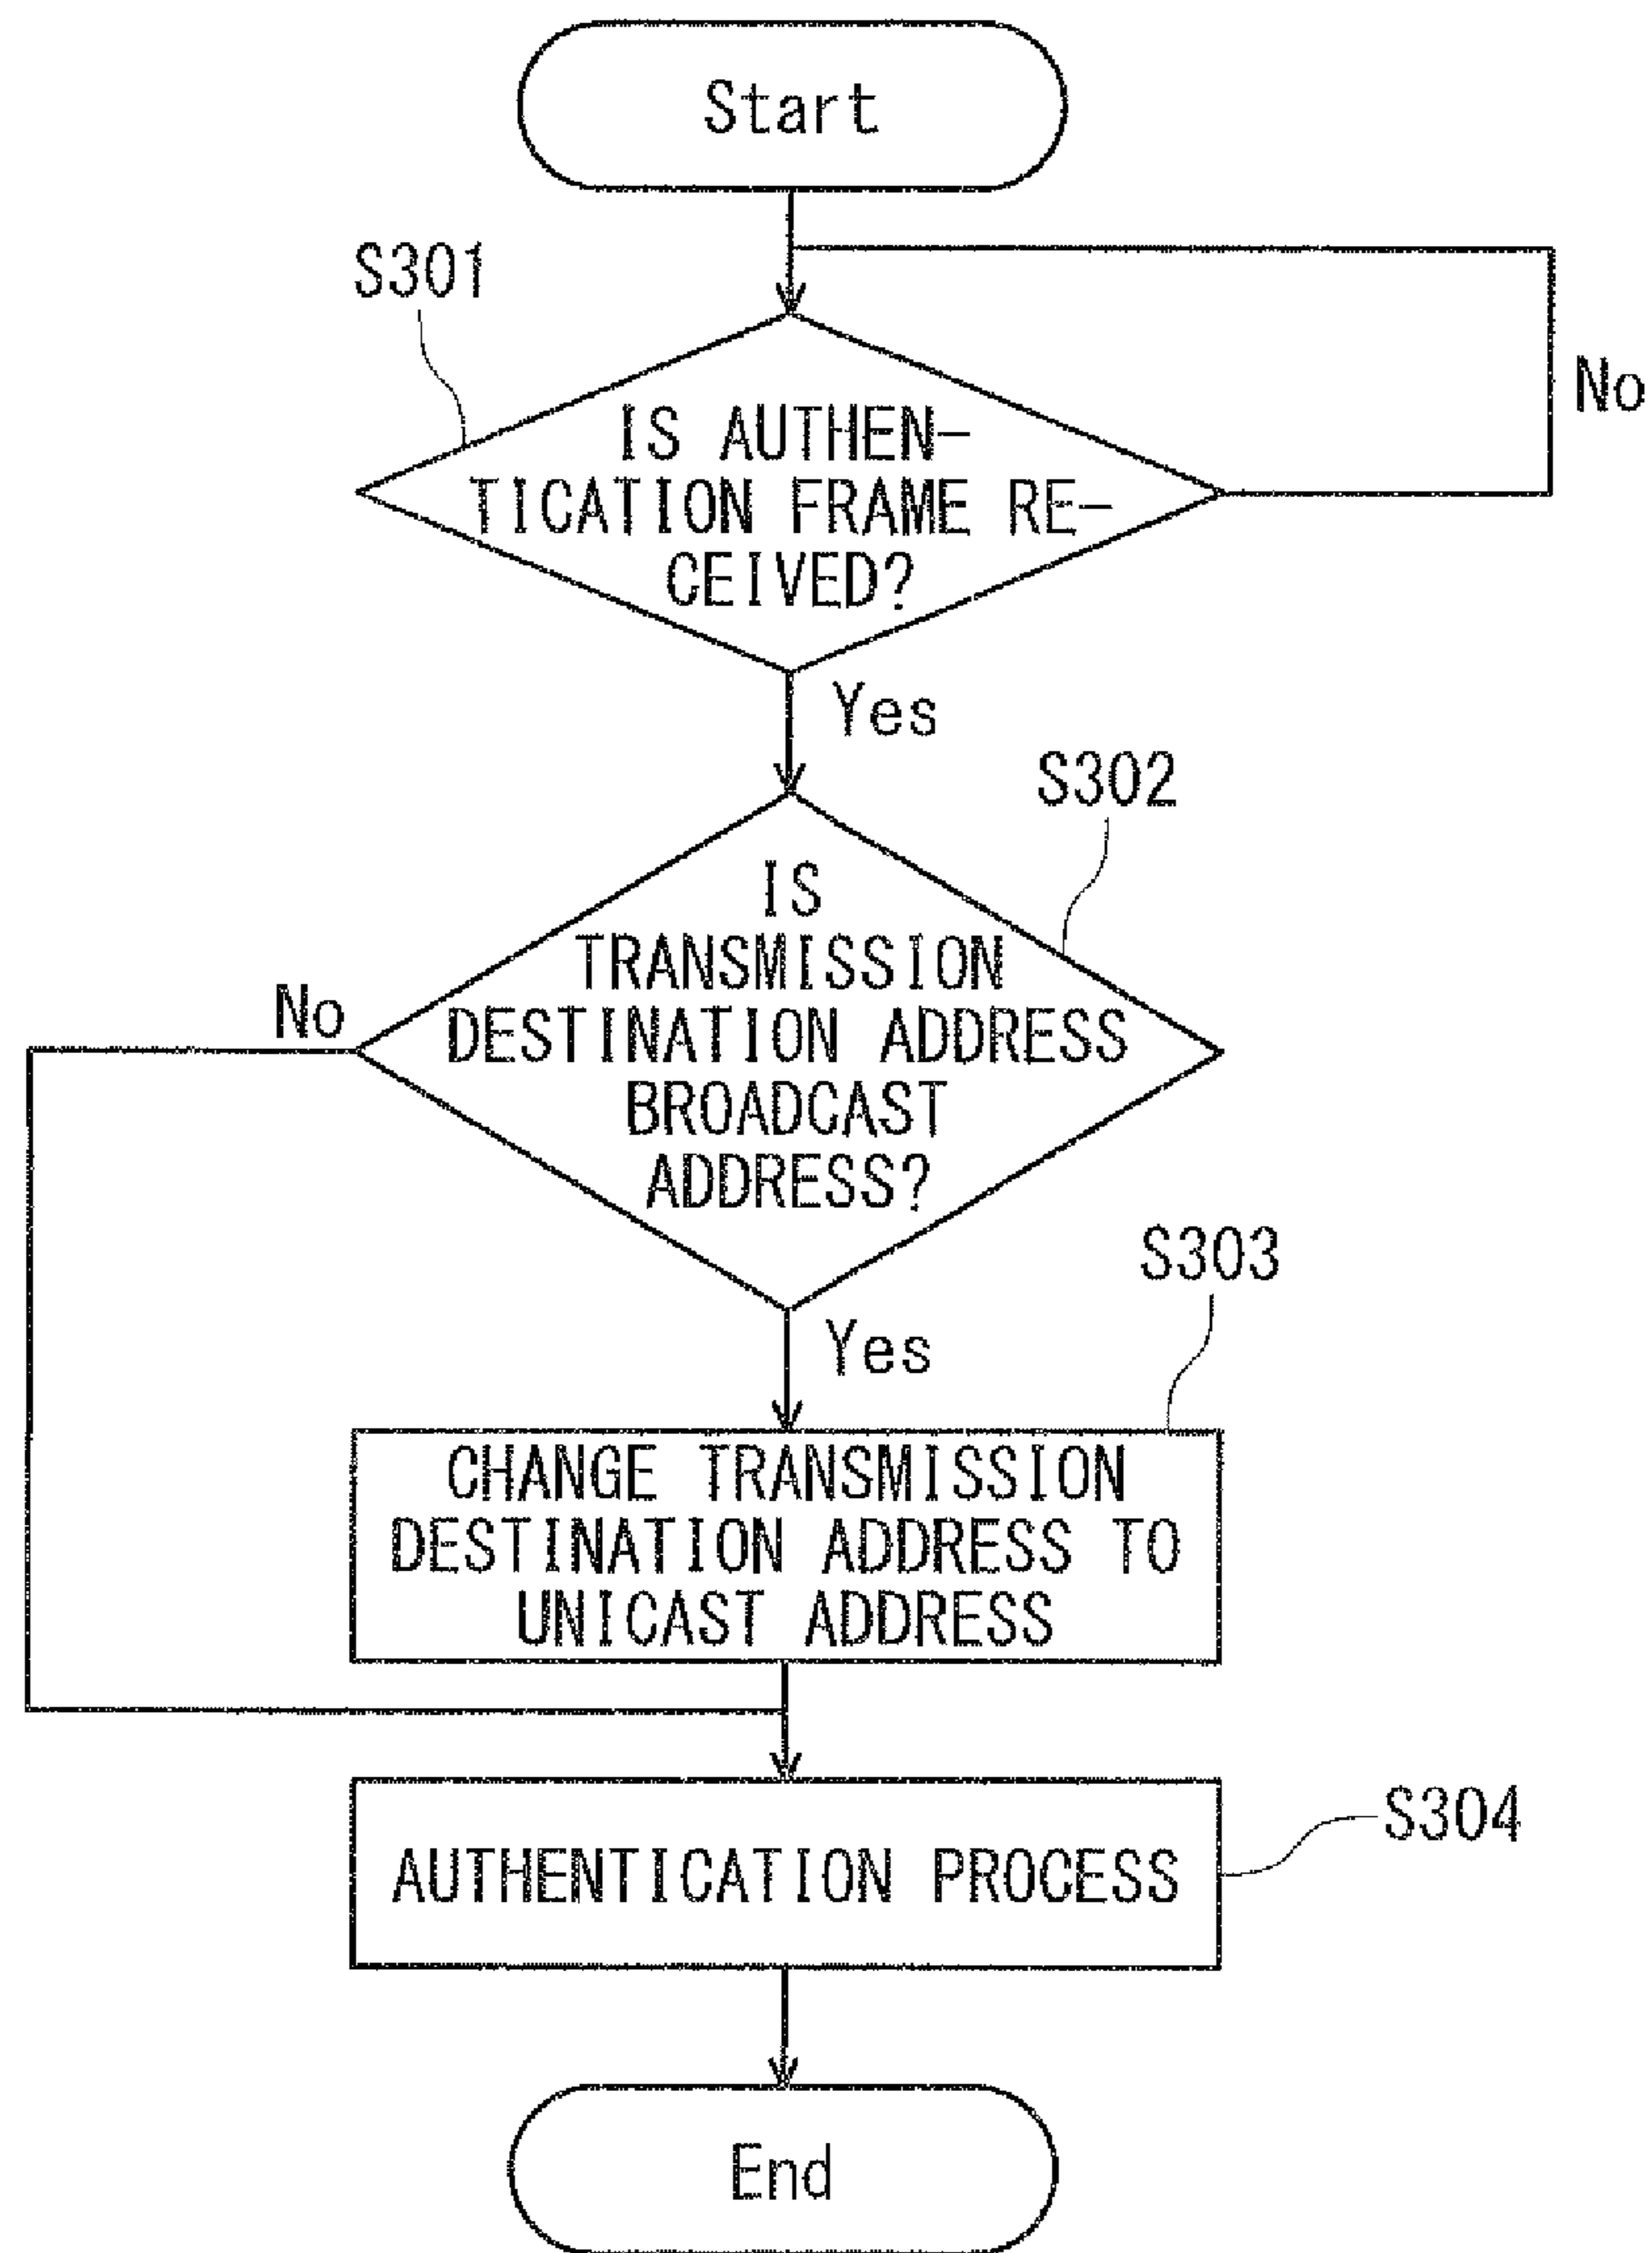 Start
S301
No
IS AUTHEN-
TICATION FRAME RE-
CEIVED?
Yes
S302
IS
TRANSMISSION
No
DESTINATION ADDRESS
BROADCAST
ADDRESS?
S303
Yes
CHANGE TRANSMISSION
DESTINATION ADDRESS TO
UNICAST ADDRESS
S304
AUTHENTICATION PROCESS
End